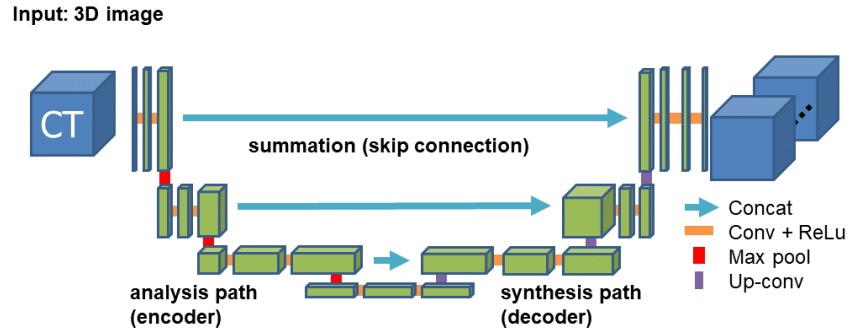 Input: 3D image
CT
summation (skip connection)
Concat
Conv + ReLu
Max pool
Up-conv
analysis path
(encoder)
synthesis path
(decoder)